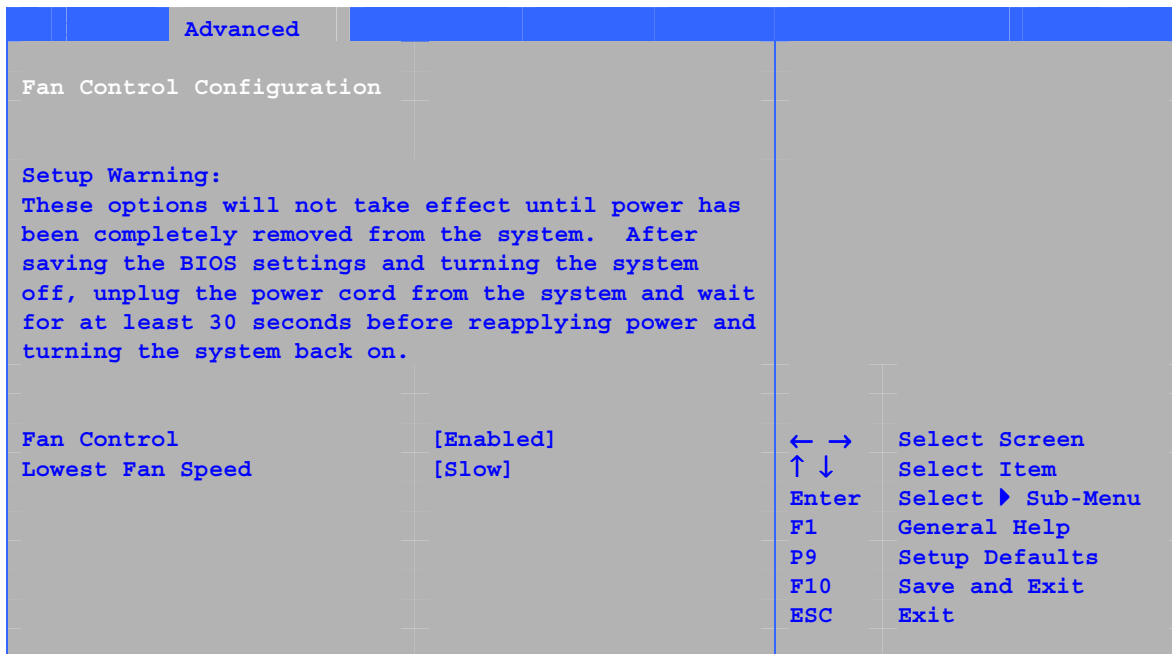 Advanced
Fan Control Configuration
Setup Warning:
These options will not take effect until power has
been completely removed from the system.  After
saving the BIOS settings and turning the system
off, unplug the power cord from the system and wait
for at least 30 seconds before reapplying power and
turning the system back on.
Fan Control [Enabled]
Lowest Fan Speed [Slow]
← → Select Screen
↑ ↓ Select Item
Enter Select ▶ Sub-Menu
F1 General Help
P9 Setup Defaults
F10 Save and Exit
ESC Exit